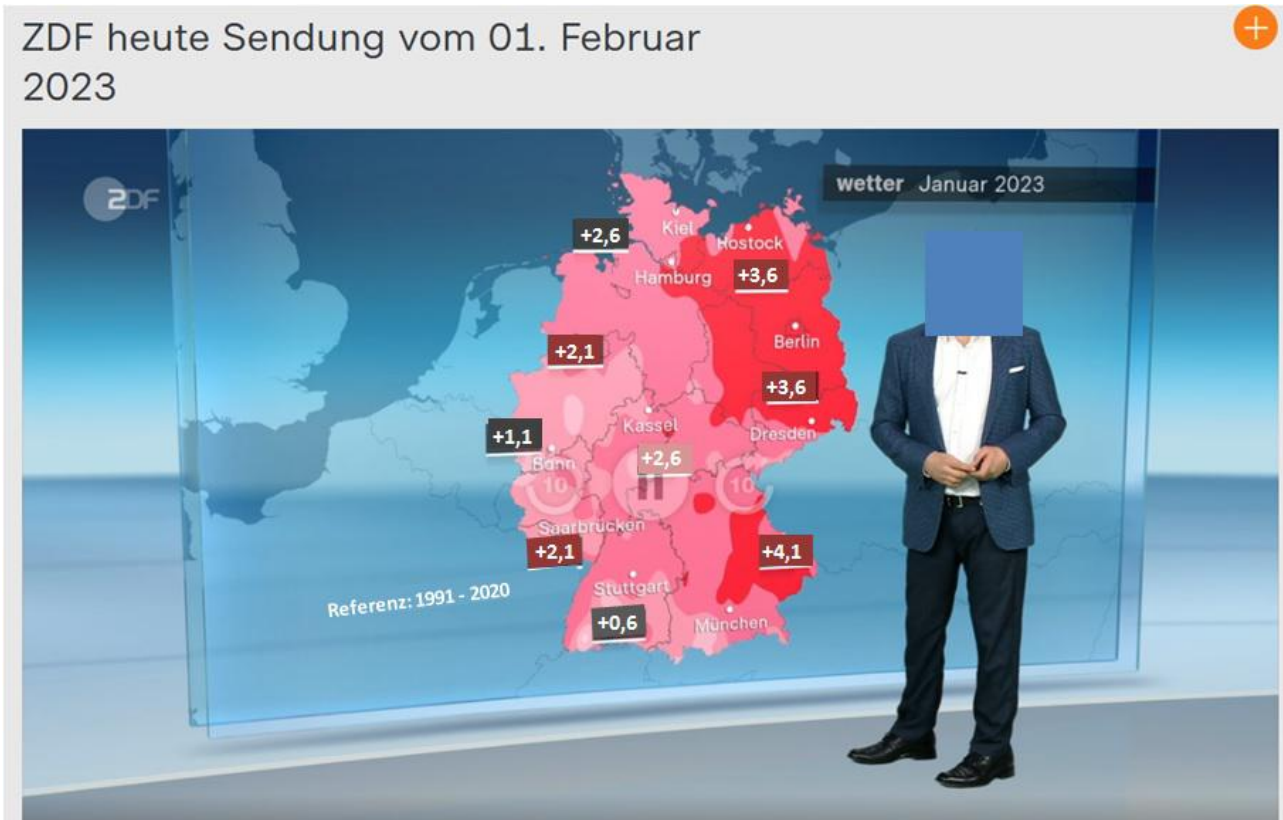 ZDF heute Sendung vom 01. Februar
2023
ZDF
wetter Januar 2023
+2,6
Kiel
Rostock
Hamburg
+3,6
Berlin
+2,1
+3,6
Kassel
Dresden
+1,1
Bonn
+2,6
10
10
Saarbrücken
+2,1
+4,1
Stuttgart
Referenz: 1991 - 2020
+0,6
München